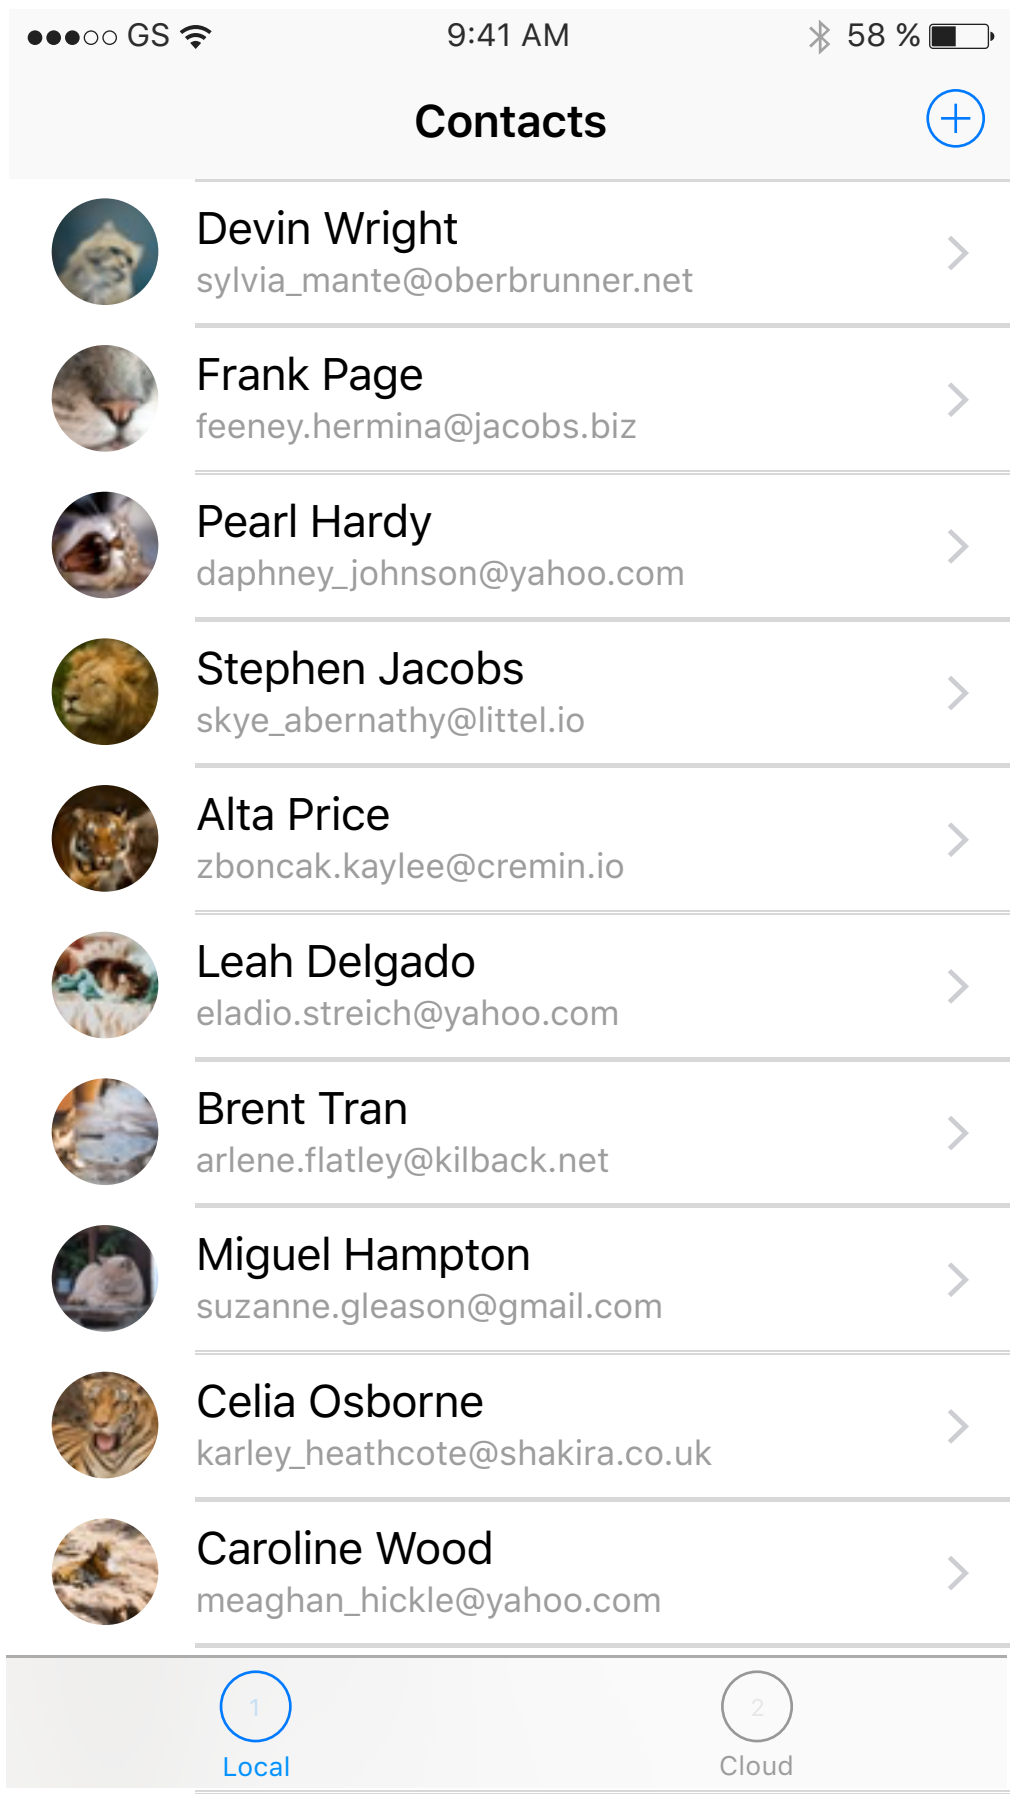 GS 9:41 AM 58 %
Contacts
Devin Wright
sylvia_mante@oberbrunner.net
Frank Page
feeney.hermina@jacobs.biz
Pearl Hardy
daphney_johnson@yahoo.com
Stephen Jacobs
skye_abernathy@littel.io
Alta Price
zboncak.kaylee@cremin.io
Leah Delgado
eladio.streich@yahoo.com
Brent Tran
arlene.flatley@kilback.net
Miguel Hampton
suzanne.gleason@gmail.com
Celia Osborne
karley_heathcote@shakira.co.uk
Caroline Wood
meaghan_hickle@yahoo.com
1 2
Local Cloud